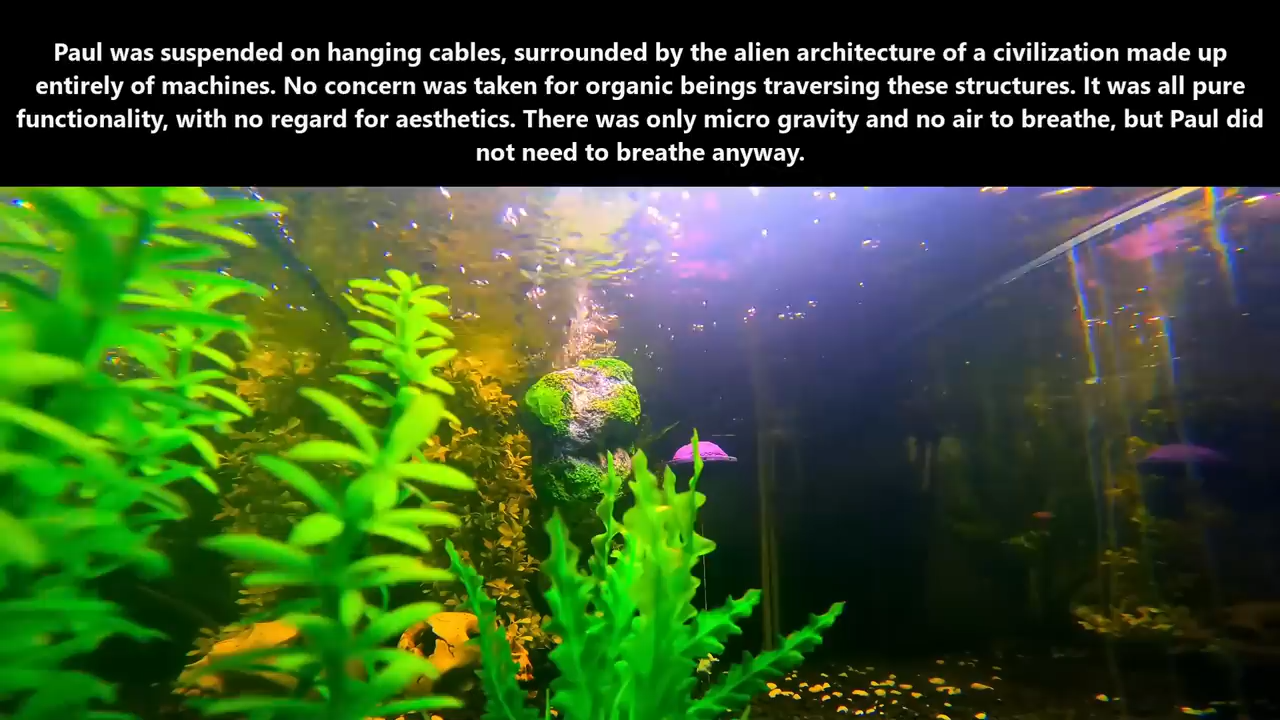 Paul was suspended on hanging cables, surrounded by the alien architecture of a civilization made up
entirely of machines. No concern was taken for organic beings traversing these structures. It was all pure
functionality, with no regard for aesthetics. There was only micro gravity and no air to breathe, but Paul did
not need to breathe anyway.